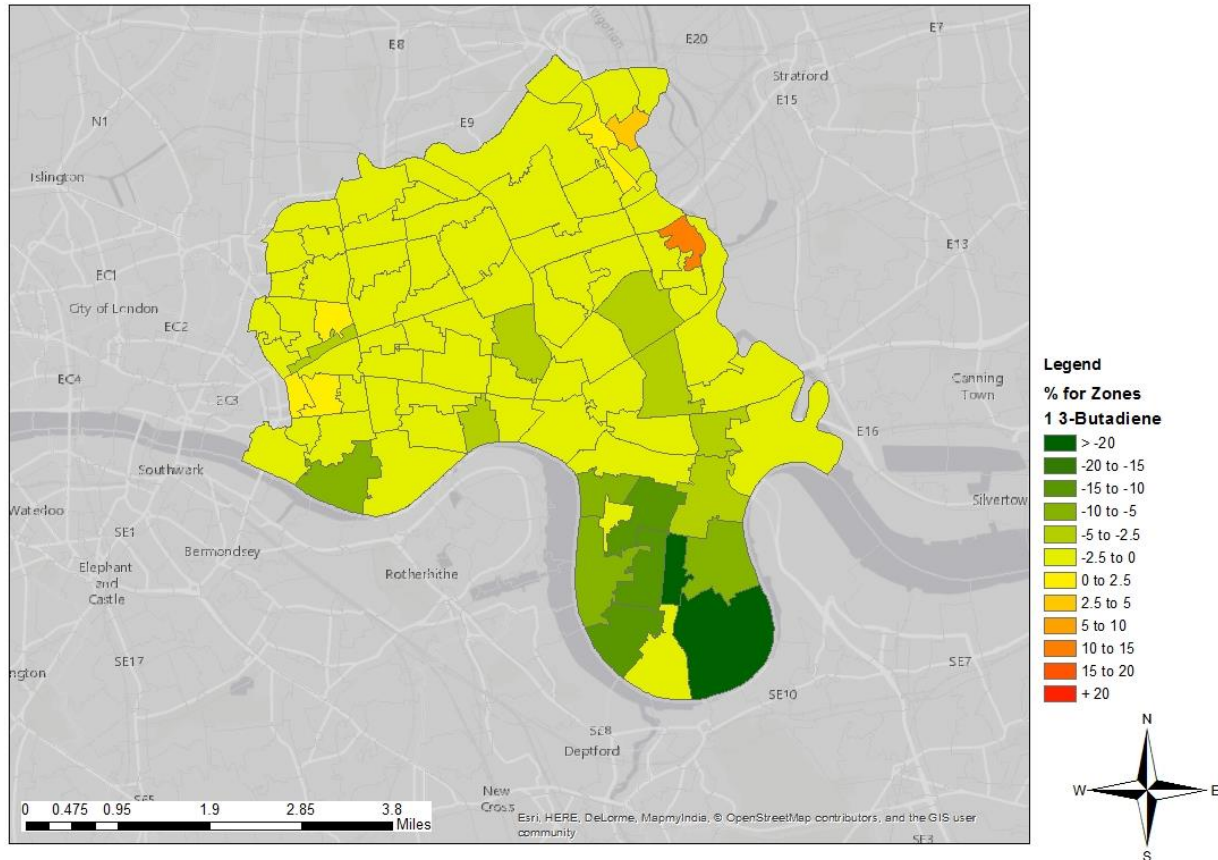 E8
E20
E7
Stratford
E15
N1
E9
Islington
E13
EC1
City of London
EC2
Canning
Town
EC4
EC3
E16
Southwark
Silvertow
Waterloo
SE1
Bermondsey
Elephant
and
Castle
Rotherhithe
SE17
SE7
ngton
SE10
SE8
Deptford
New
Cross
SE3
0 0.475 0.95 1.9 2.85 3.8
Miles
Esri, HERE, DeLorme, MapmyIndia, © OpenStreetMap contributors, and the GIS user
community
Legend
% for Zones
1 3-Butadiene
> -20
-20 to -15
-15 to -10
-10 to -5
-5 to -2.5
-2.5 to 0
0 to 2.5
2.5 to 5
5 to 10
10 to 15
15 to 20
+ 20
N
W
E
S